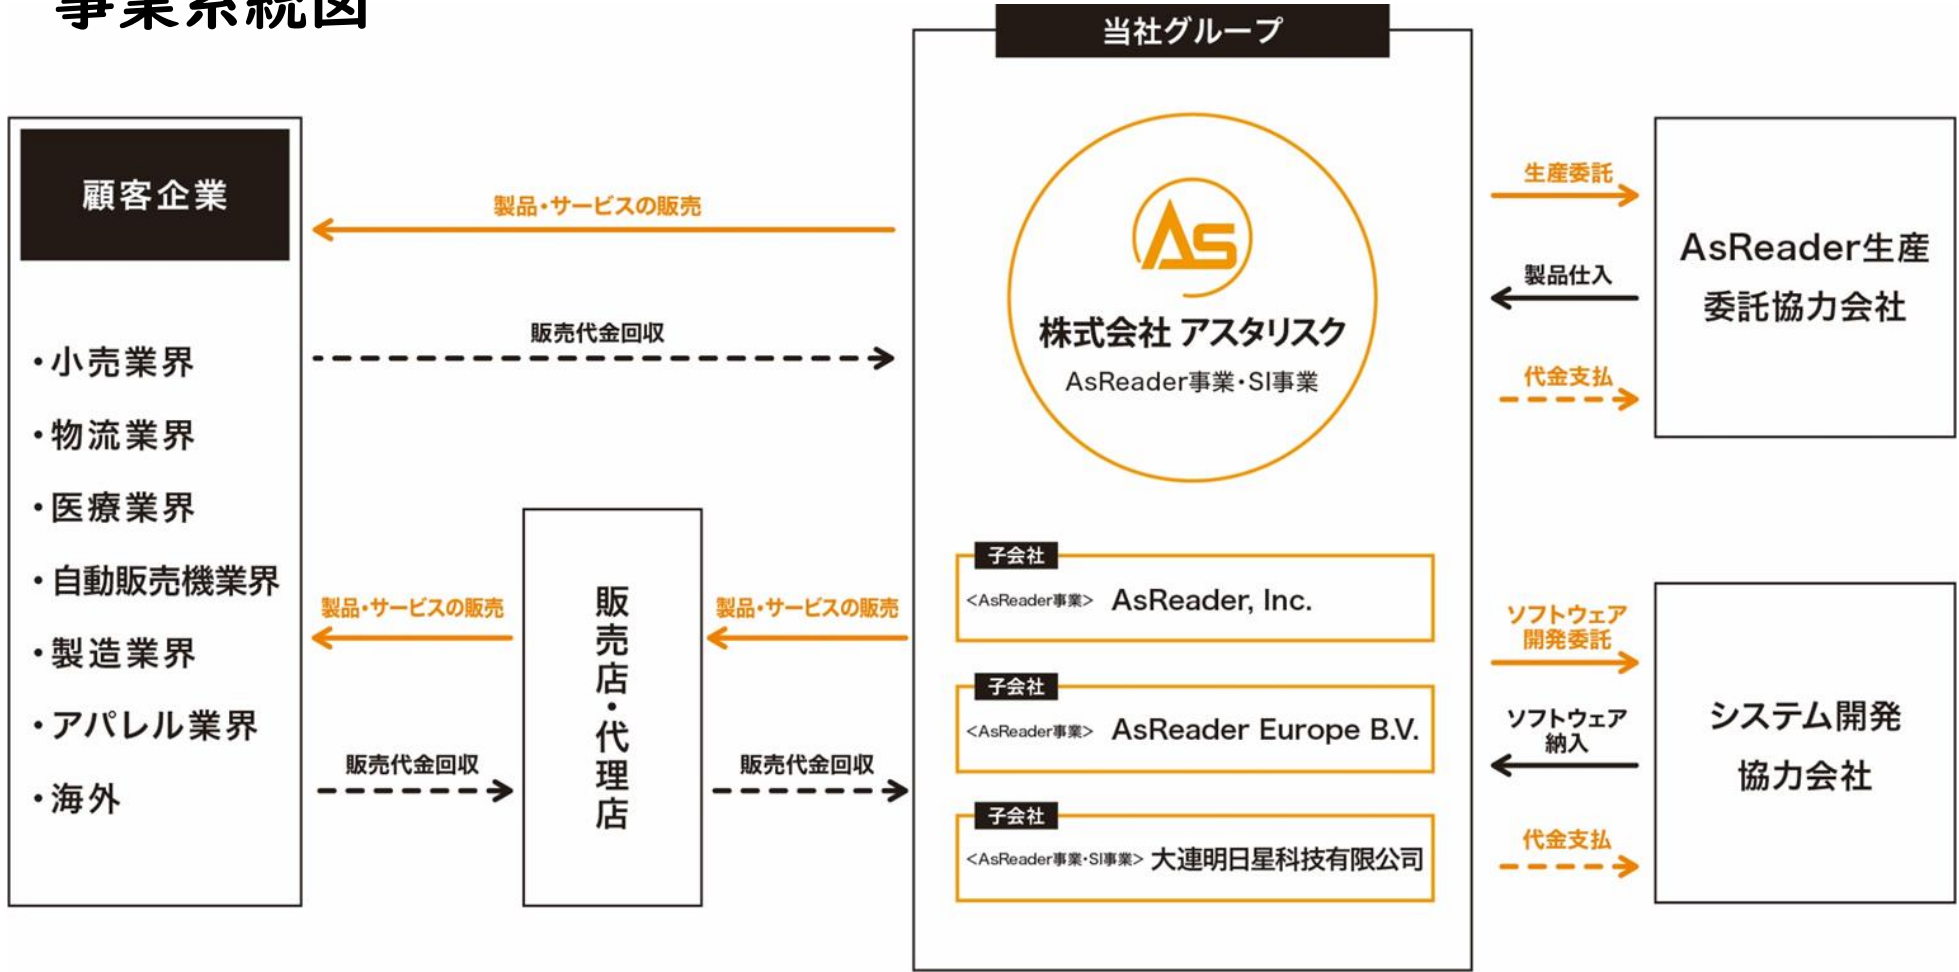 事業系統図
当社グループ
顧客企業
・小売業界
・物流業界
・医療業界
・自動販売機業界
・製造業界
・アパレル業界
・海外
製品・サービスの販売
販売代金回収
製品・サービスの販売
販売代金回収
販売店・代理店
製品・サービスの販売
販売代金回収
As
株式会社 アスタリスク
AsReader事業・SI事業
子会社
<AsReader事業> AsReader, Inc.
子会社
<AsReader事業> AsReader Europe B.V.
子会社
<AsReader事業・SI事業> 大連明日星科技有限公司
生産委託
製品仕入
代金支払
AsReader生産
委託協力会社
ソフトウェア
開発委託
ソフトウェア
納入
代金支払
システム開発
協力会社